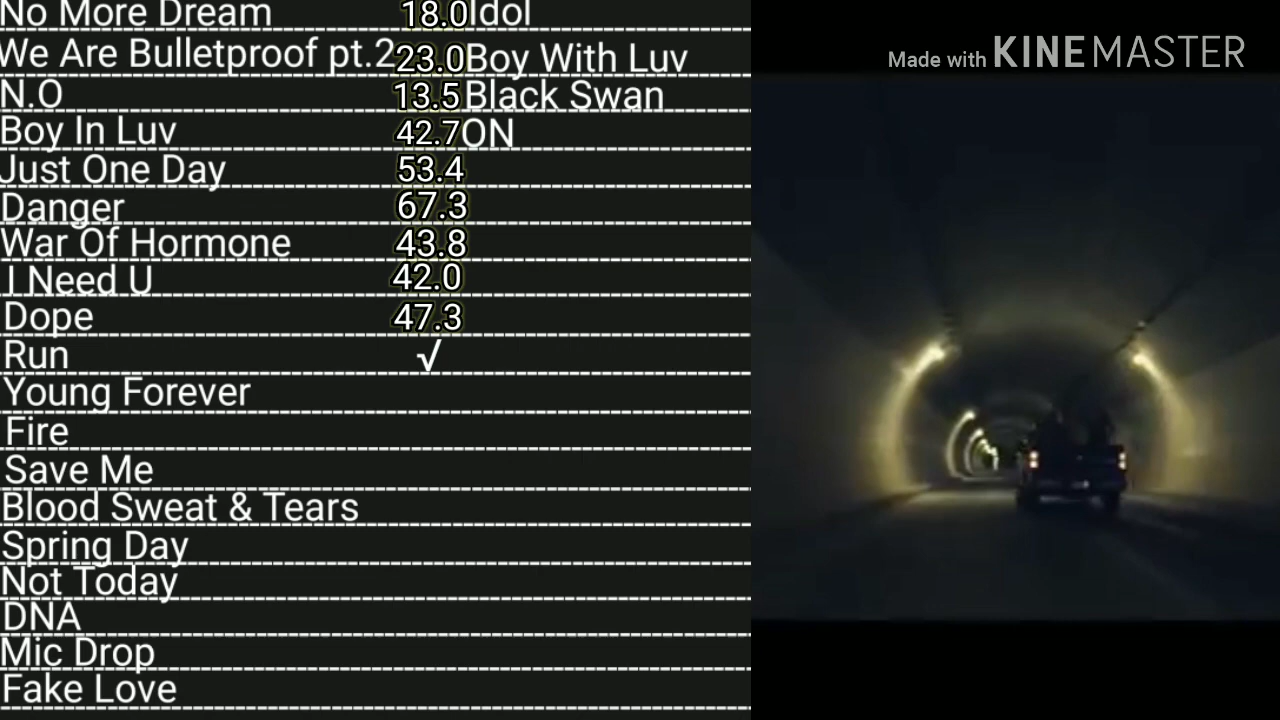 No More Dream 18.0 Idol
We Are Bulletproof pt.2 23.0 Boy With Luv
N.O 13.5 Black Swan
Boy In Luv 42.7 ON
Just One Day 53.4
Danger 67.3
War Of Hormone 43.8
I Need U 42.0
Dope 47.3
Run √
Young Forever
Fire
Save Me
Blood Sweat & Tears
Spring Day
Not Today
DNA
Mic Drop
Fake Love
Made with KINEMASTER